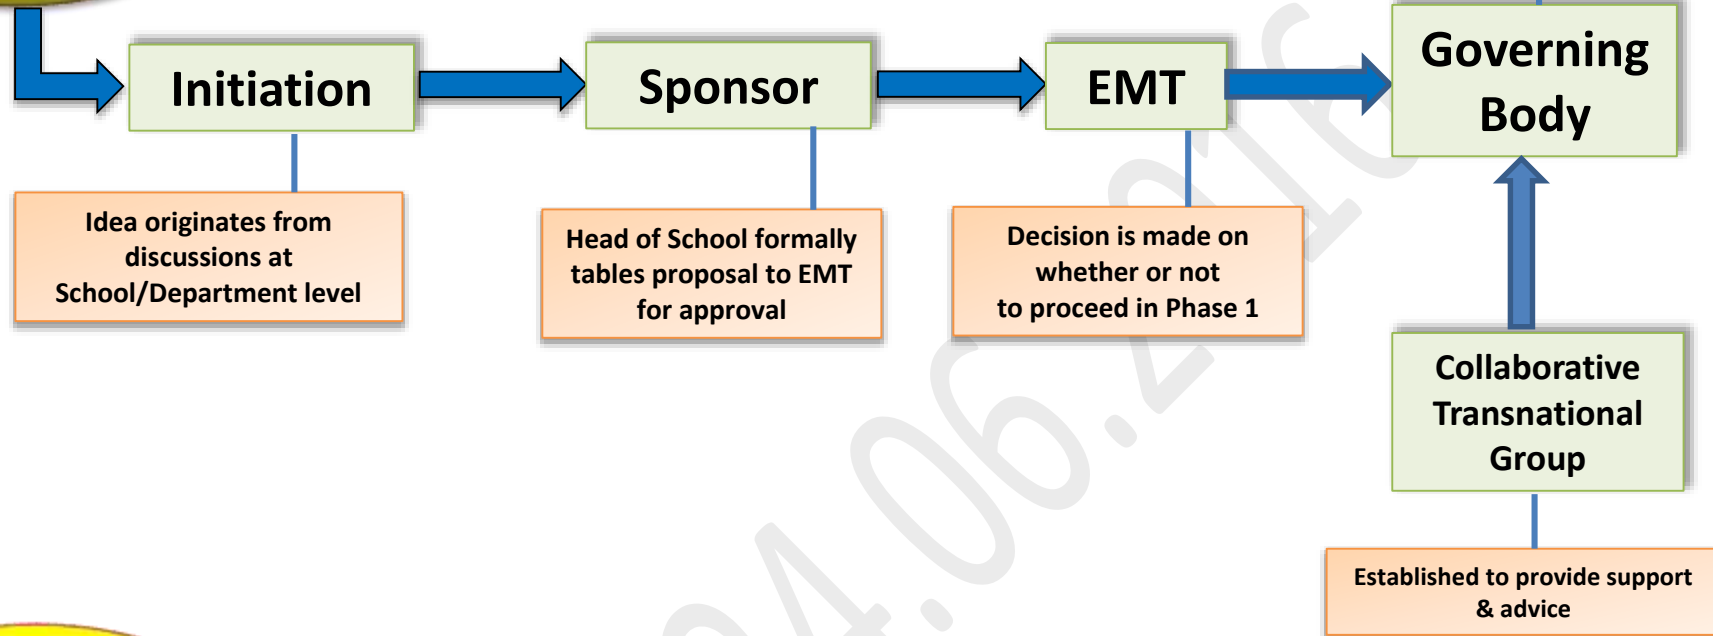 Initiation
Sponsor
EMT
Governing
Body
Idea originates from
discussions at
School/Department level
Head of School formally
tables proposal to EMT
for approval
Decision is made on
whether or not
to proceed in Phase 1
Collaborative
Transnational
Group
Established to provide support
& advice